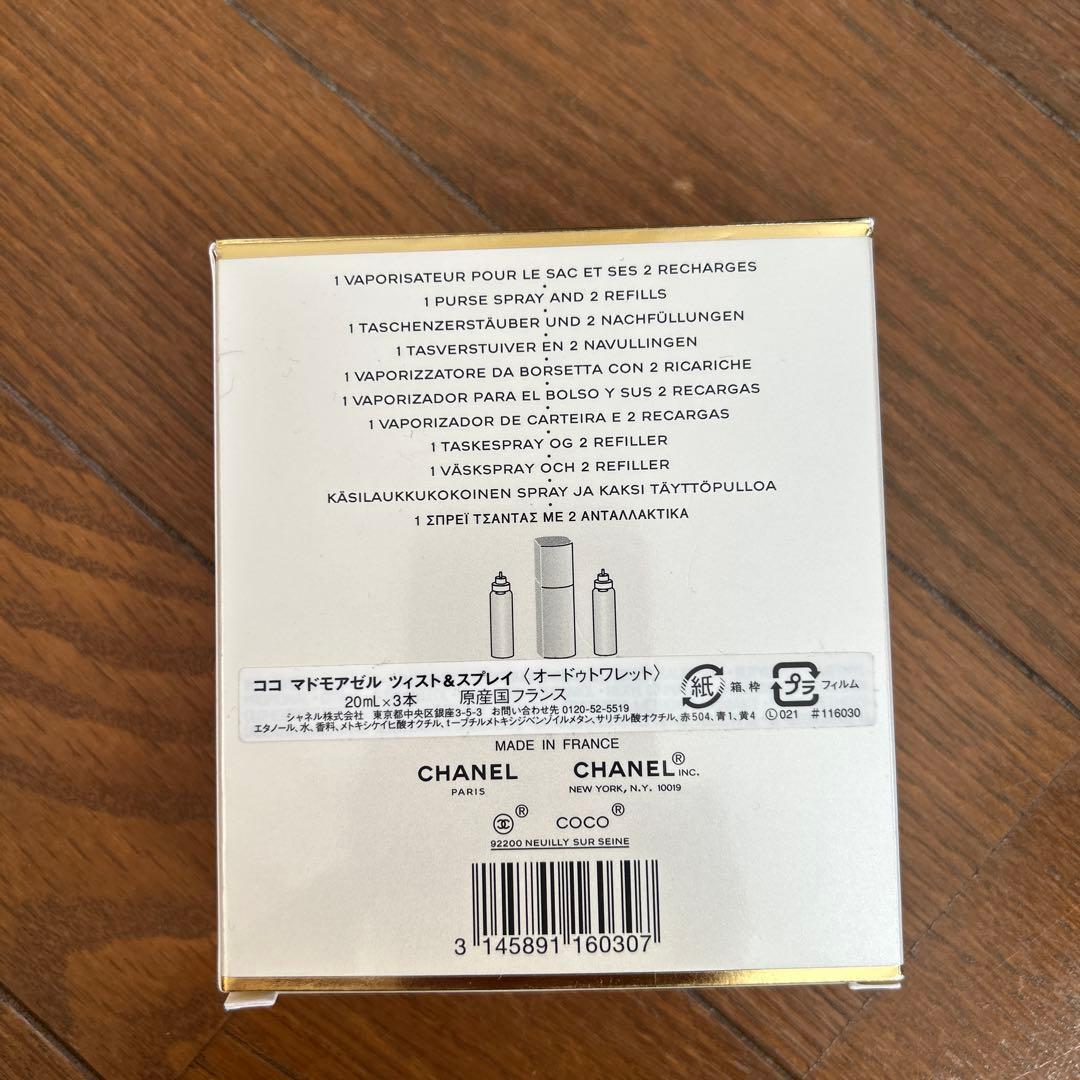 1 VAPORISATEUR POUR LE SAC ET SES 2 RECHARGES
1 PURSE SPRAY AND 2 REFILLS
1 TASCHENZERSTÄUBER UND 2 NACHFÜLLUNGEN
1 TASVERSTUIVER EN 2 NAVULLINGEN
1 VAPORIZZATORE DA BORSETTA CON 2 RICARICHE
1 VAPORIZADOR PARA EL BOLSO Y SUS 2 RECARGAS
1 VAPORIZADOR DE CARTEIRA E 2 RECARGAS
1 TASKESPRAY OG 2 REFILLER
1 VÄSKSPRAY OCH 2 REFILLER
KÄSILAUKKUKOKOINEN SPRAY JA KAKSI TÄYTTÖPULLOA
1 ΣΠΡΕΪ ΤΣΑΝΤΑΣ ΜΕ 2 ΑΝΤΑΛΛΑΚΤΙΚΑ
ココ マドモアゼル ツィスト&スプレイ〈オードゥトワレット〉
20mL×3本 原産国フランス
紙 箱、枠 プラ フィルム
シャネル株式会社 東京都中央区銀座3-5-3 お問い合わせ先 0120-52-5519
エタノール、水、香料、メトキシケイヒ酸オクチル、t-ブチルメトキシジベンゾイルメタン、サリチル酸オクチル、赤504、青1、黄4 Ⓛ021 #116030
MADE IN FRANCE
CHANEL CHANEL® INC.
PARIS NEW YORK, N.Y. 10019
® COCO®
92200 NEUILLY SUR SEINE
3 145891 160307